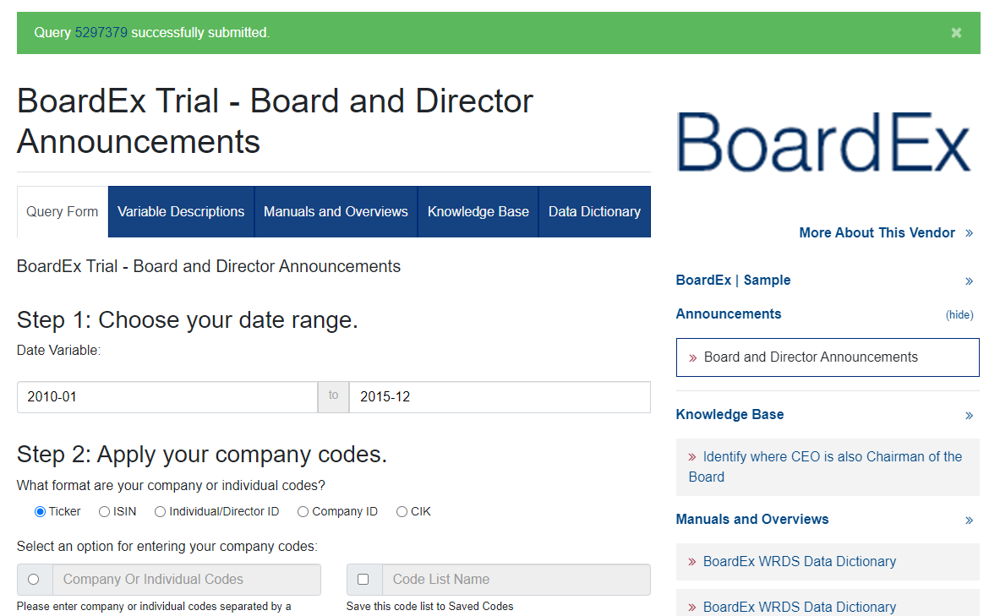 Query 5297379 successfully submitted.
×
BoardEx Trial - Board and Director
Announcements
Query Form
Variable Descriptions
Manuals and Overviews
Knowledge Base
Data Dictionary
BoardEx Trial - Board and Director Announcements
Step 1: Choose your date range.
Date Variable:
2010-01 to 2015-12
Step 2: Apply your company codes.
What format are your company or individual codes?
Ticker ISIN Individual/Director ID Company ID CIK
Select an option for entering your company codes:
Company Or Individual Codes
Please enter company or individual codes separated by a
Code List Name
Save this code list to Saved Codes
BoardEx
More About This Vendor »
BoardEx | Sample »
Announcements (hide)
» Board and Director Announcements
Knowledge Base »
» Identify where CEO is also Chairman of the
Board
Manuals and Overviews »
» BoardEx WRDS Data Dictionary
» BoardEx WRDS Data Dictionary